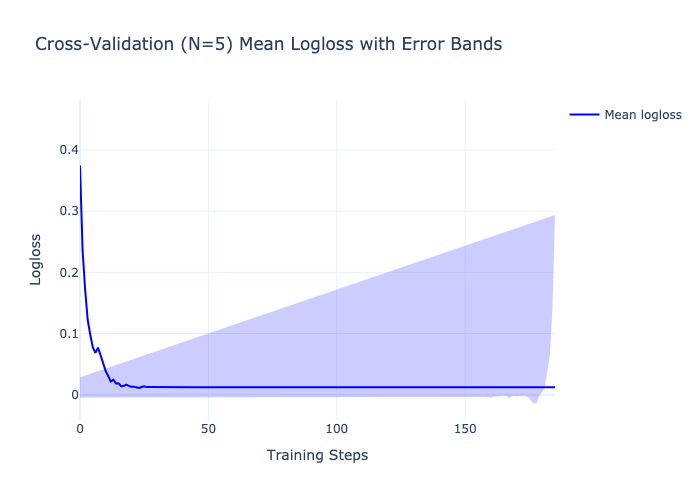 Cross-Validation (N=5) Mean Logloss with Error Bands
Mean logloss
0.4
0.3
0.2
0.1
0
Logloss
0
50
100
150
Training Steps